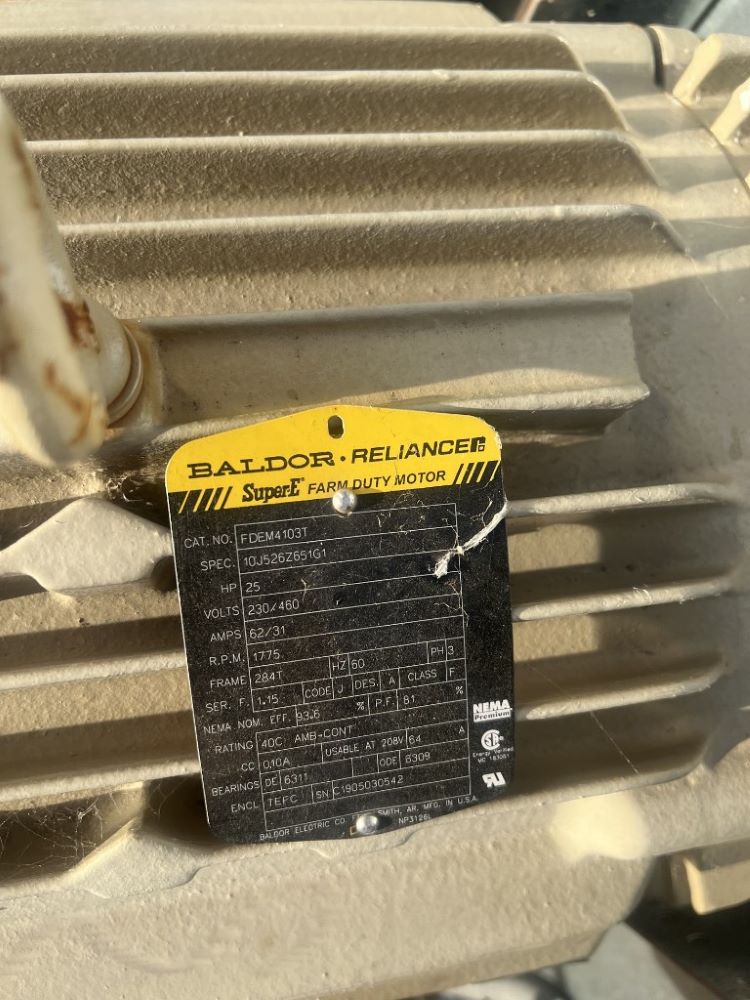 BALDOR · RELIANCE
Super-E® FARM DUTY MOTOR
CAT. NO. FDEM4103T
SPEC. 10J526Z651G1
HP 25
VOLTS 230/460
AMPS 62/31
R.P.M. 1775
FRAME 284T HZ 60 PH 3
SER. F. 1.15 CODE J DES. A CLASS F
NEMA NOM. EFF. 93.6 % P.F. 81 %
RATING 40C AMB-CONT
CC 010A USABLE AT 208V 64 A
BEARINGS DE 6311 ODE 6309
ENCL TEFC SN C1905030542
BALDOR ELECTRIC CO. SMITH, AR. MFG. IN U.S.A.
NP3126L
NEMA
Premium
Energy Verified